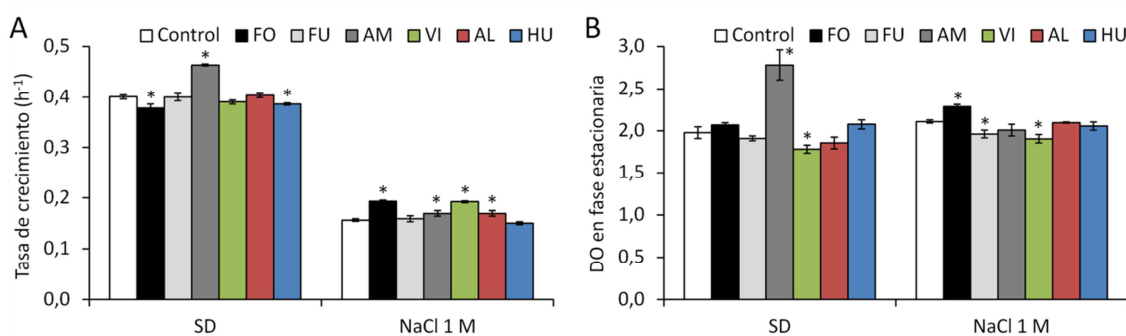 A
Tasa de crecimiento (h⁻¹)
0,5
0,4
0,3
0,2
0,1
0,0
Control FO FU AM VI AL HU
* * *
* * * *
SD NaCl 1 M
B
DO en fase estacionaria
3,0
2,5
2,0
1,5
1,0
0,5
0,0
Control FO FU AM VI AL HU
* *
* * *
SD NaCl 1 M